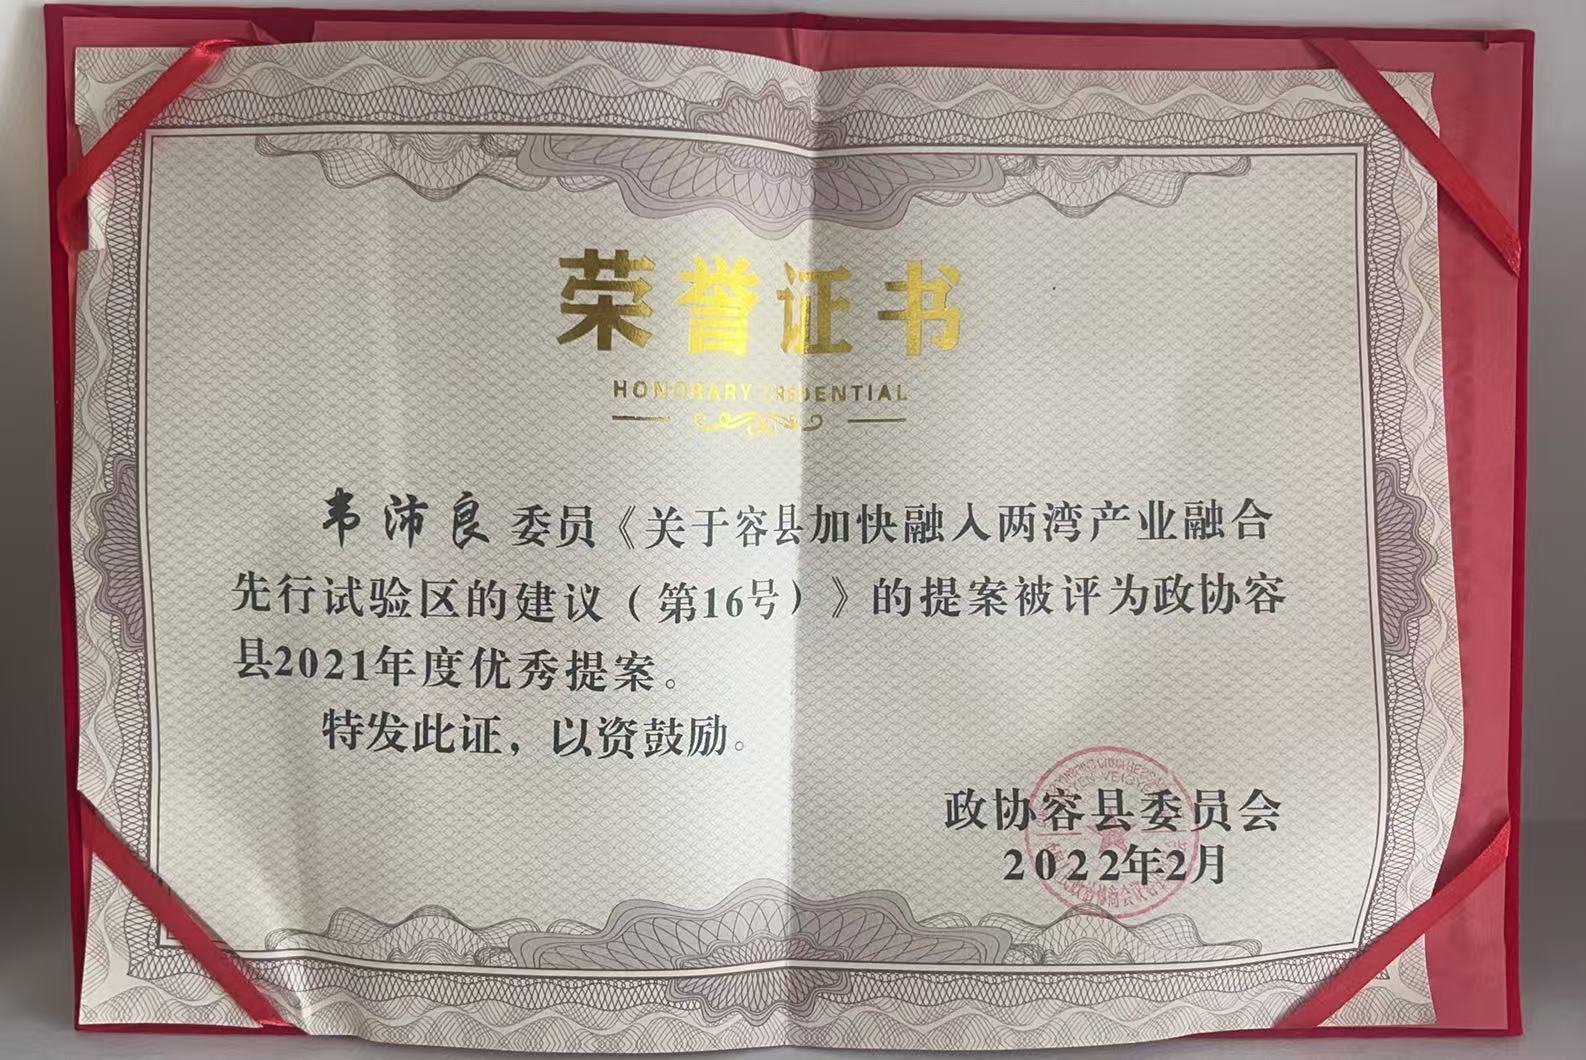 荣誉证书
HONORARY CREDENTIAL
韦沛良委员《关于容县加快融入两湾产业融合
先行试验区的建议（第16号）》的提案被评为政协容
县2021年度优秀提案。
特发此证，以资鼓励。
政协容县委员会
2022年2月